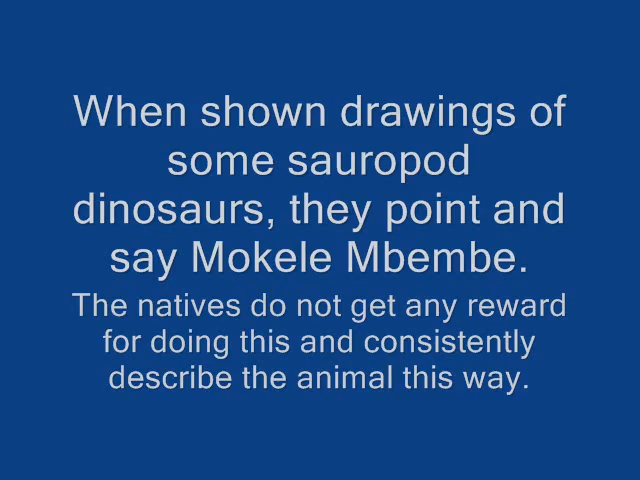 When shown drawings of
some sauropod
dinosaurs, they point and
say Mokele Mbembe.
The natives do not get any reward
for doing this and consistently
describe the animal this way.